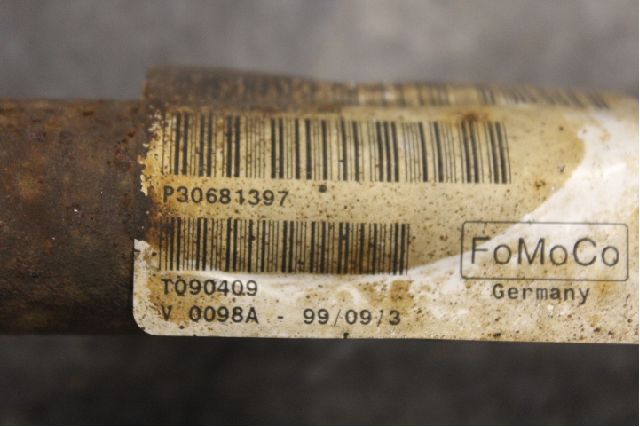 P30681397
FoMoCo
T090409
Germany
V 0098A - 99/09/3